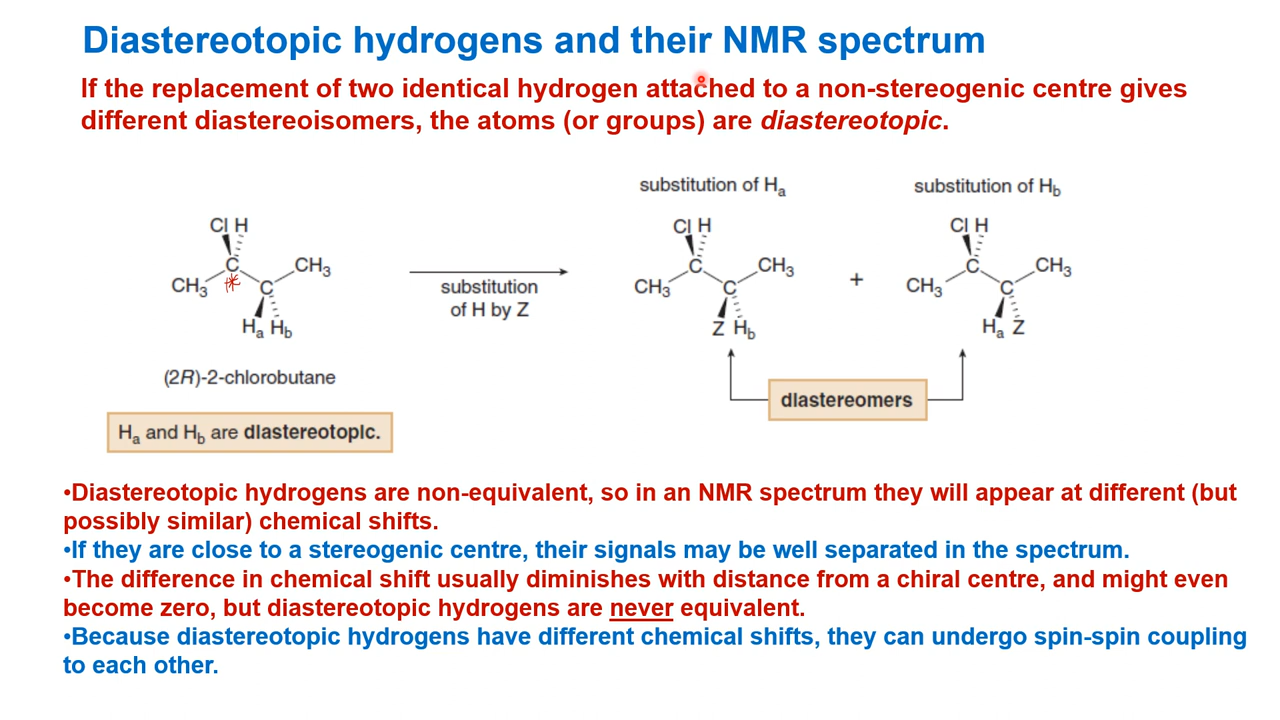 Diastereotopic hydrogens and their NMR spectrum
If the replacement of two identical hydrogen attached to a non-stereogenic centre gives
different diastereoisomers, the atoms (or groups) are diastereotopic.
substitution of Ha
substitution of Hb
Cl H
C
CH3
*
C
CH3
Ha Hb
substitution
of H by Z
Cl H
C
CH3
C
CH3
Z Hb
+
Cl H
C
CH3
C
CH3
Ha Z
(2R)-2-chlorobutane
diastereomers
Ha and Hb are diastereotopic.
•Diastereotopic hydrogens are non-equivalent, so in an NMR spectrum they will appear at different (but
possibly similar) chemical shifts.
•If they are close to a stereogenic centre, their signals may be well separated in the spectrum.
•The difference in chemical shift usually diminishes with distance from a chiral centre, and might even
become zero, but diastereotopic hydrogens are never equivalent.
•Because diastereotopic hydrogens have different chemical shifts, they can undergo spin-spin coupling
to each other.